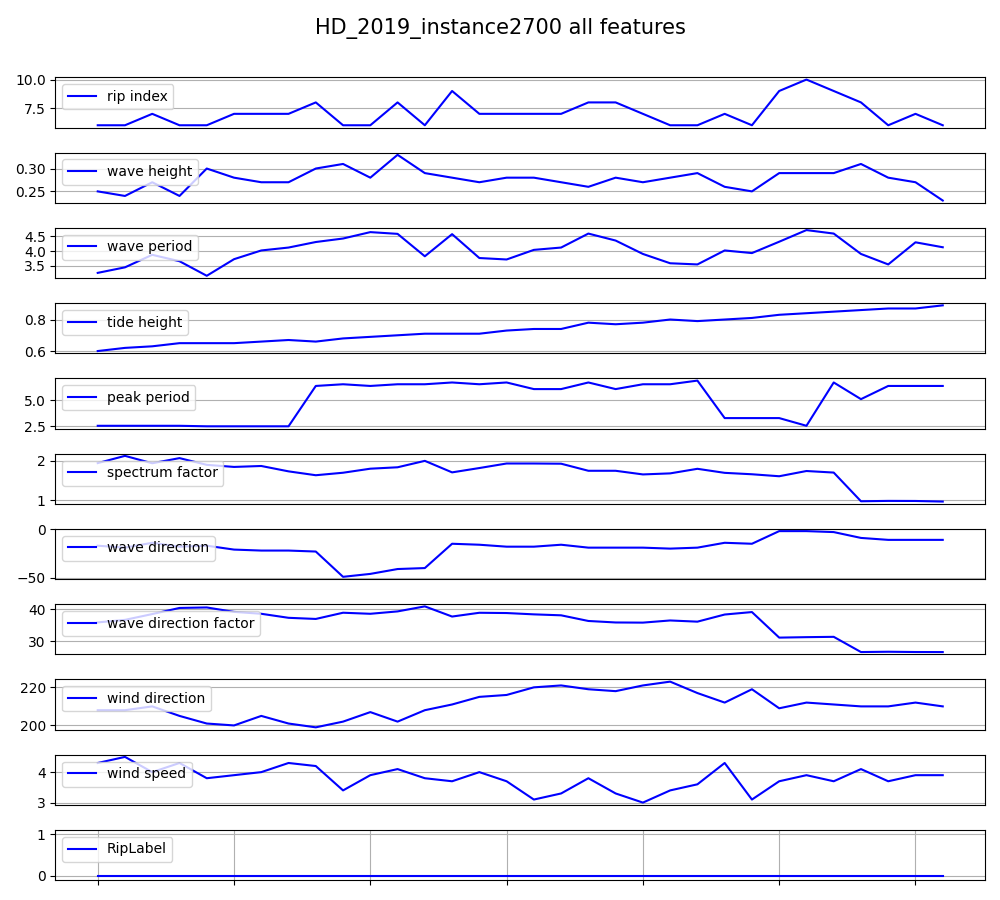 HD_2019_instance2700 all features
10.0
7.5
rip index
0.30
0.25
wave height
4.5
4.0
3.5
wave period
0.8
0.6
tide height
5.0
2.5
peak period
2
1
spectrum factor
0
−50
wave direction
40
30
wave direction factor
220
200
wind direction
4
3
wind speed
1
0
RipLabel